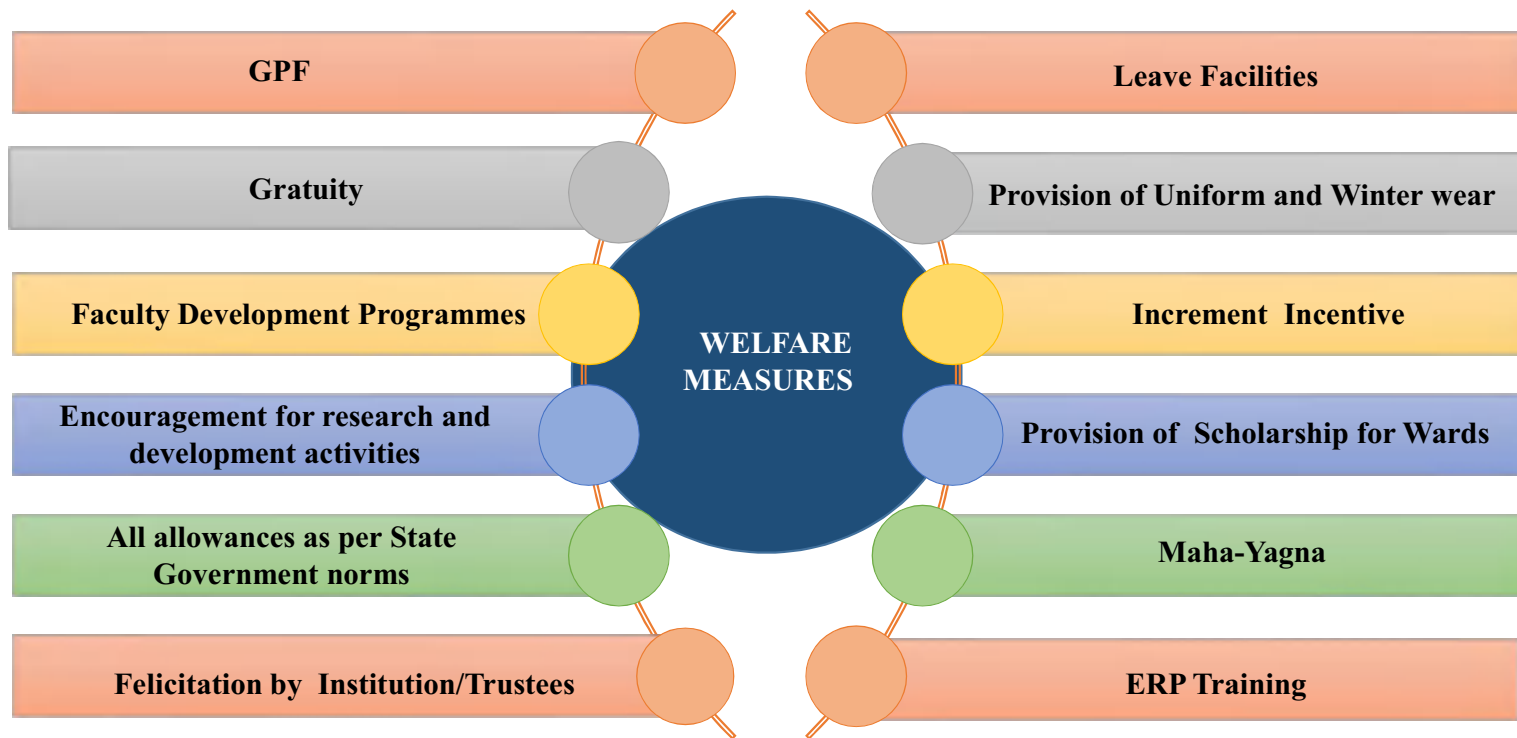 GPF
Gratuity
Faculty Development Programmes
Encouragement for research and
development activities
All allowances as per State
Government norms
Felicitation by Institution/Trustees
WELFARE
MEASURES
Leave Facilities
Provision of Uniform and Winter wear
Increment Incentive
Provision of Scholarship for Wards
Maha-Yagna
ERP Training